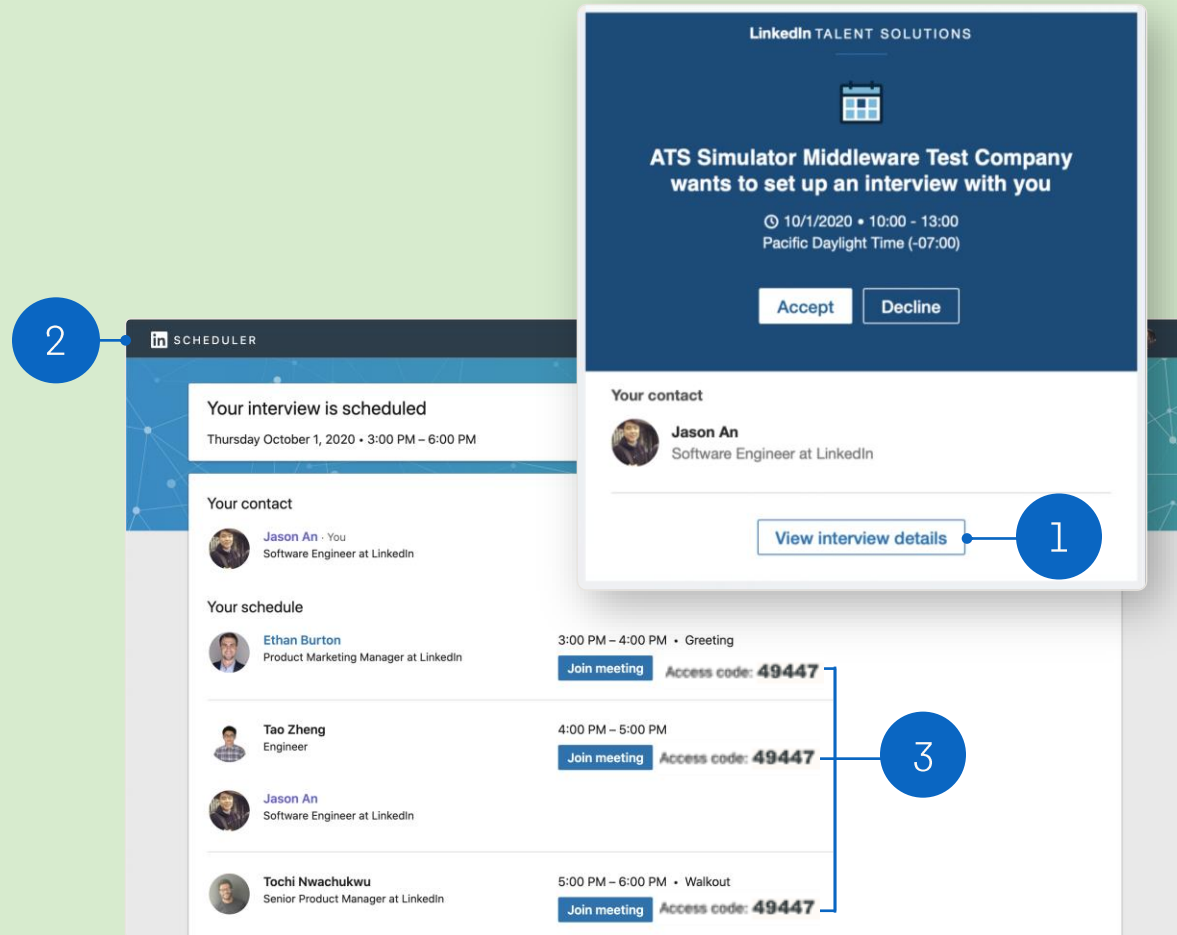 LinkedIn TALENT SOLUTIONS
ATS Simulator Middleware Test Company
wants to set up an interview with you
10/1/2020 • 10:00 - 13:00
Pacific Daylight Time (-07:00)
Accept Decline
Your contact
Jason An
Software Engineer at LinkedIn
View interview details
1
2
in SCHEDULER
Your interview is scheduled
Thursday October 1, 2020 • 3:00 PM – 6:00 PM
Your contact
Jason An · You
Software Engineer at LinkedIn
Your schedule
Ethan Burton
Product Marketing Manager at LinkedIn
3:00 PM – 4:00 PM • Greeting
Join meeting Access code: 49447
Tao Zheng
Engineer
4:00 PM – 5:00 PM
Join meeting Access code: 49447
3
Jason An
Software Engineer at LinkedIn
Tochi Nwachukwu
Senior Product Manager at LinkedIn
5:00 PM – 6:00 PM • Walkout
Join meeting Access code: 49447